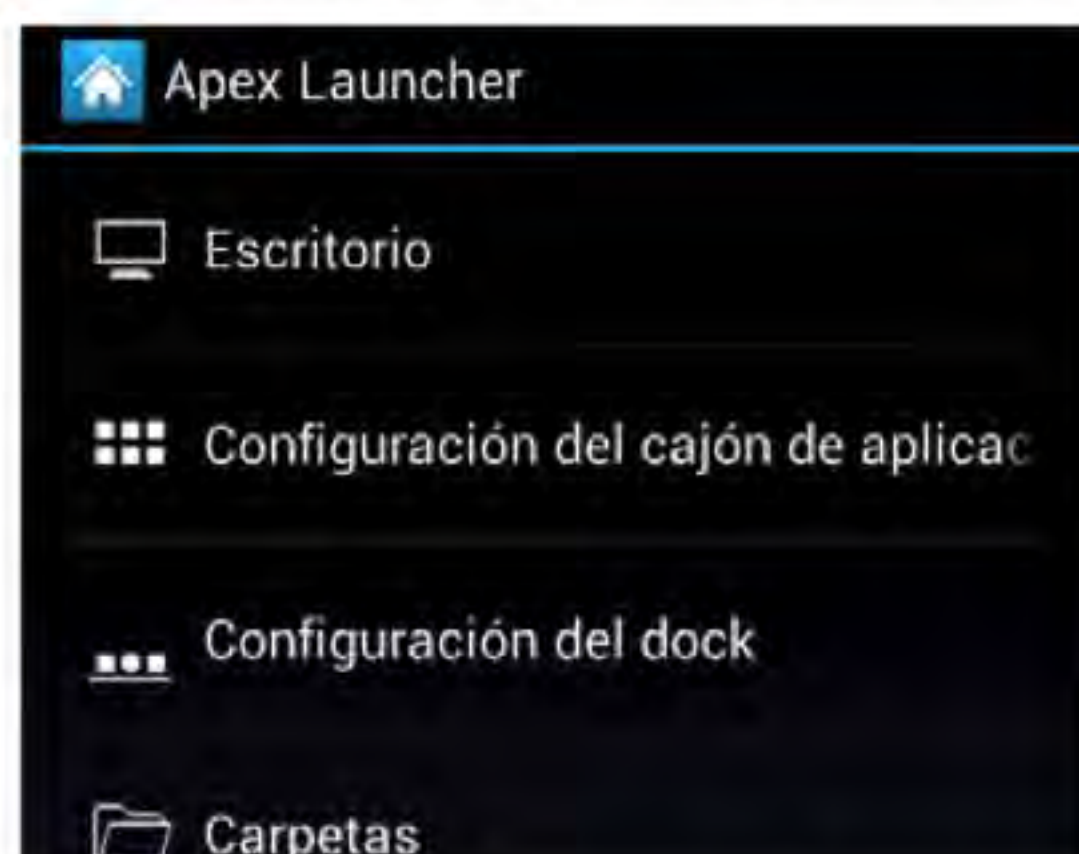 Apex Launcher
Escritorio
Configuración del cajón de aplicac
Configuración del dock
Carpetas